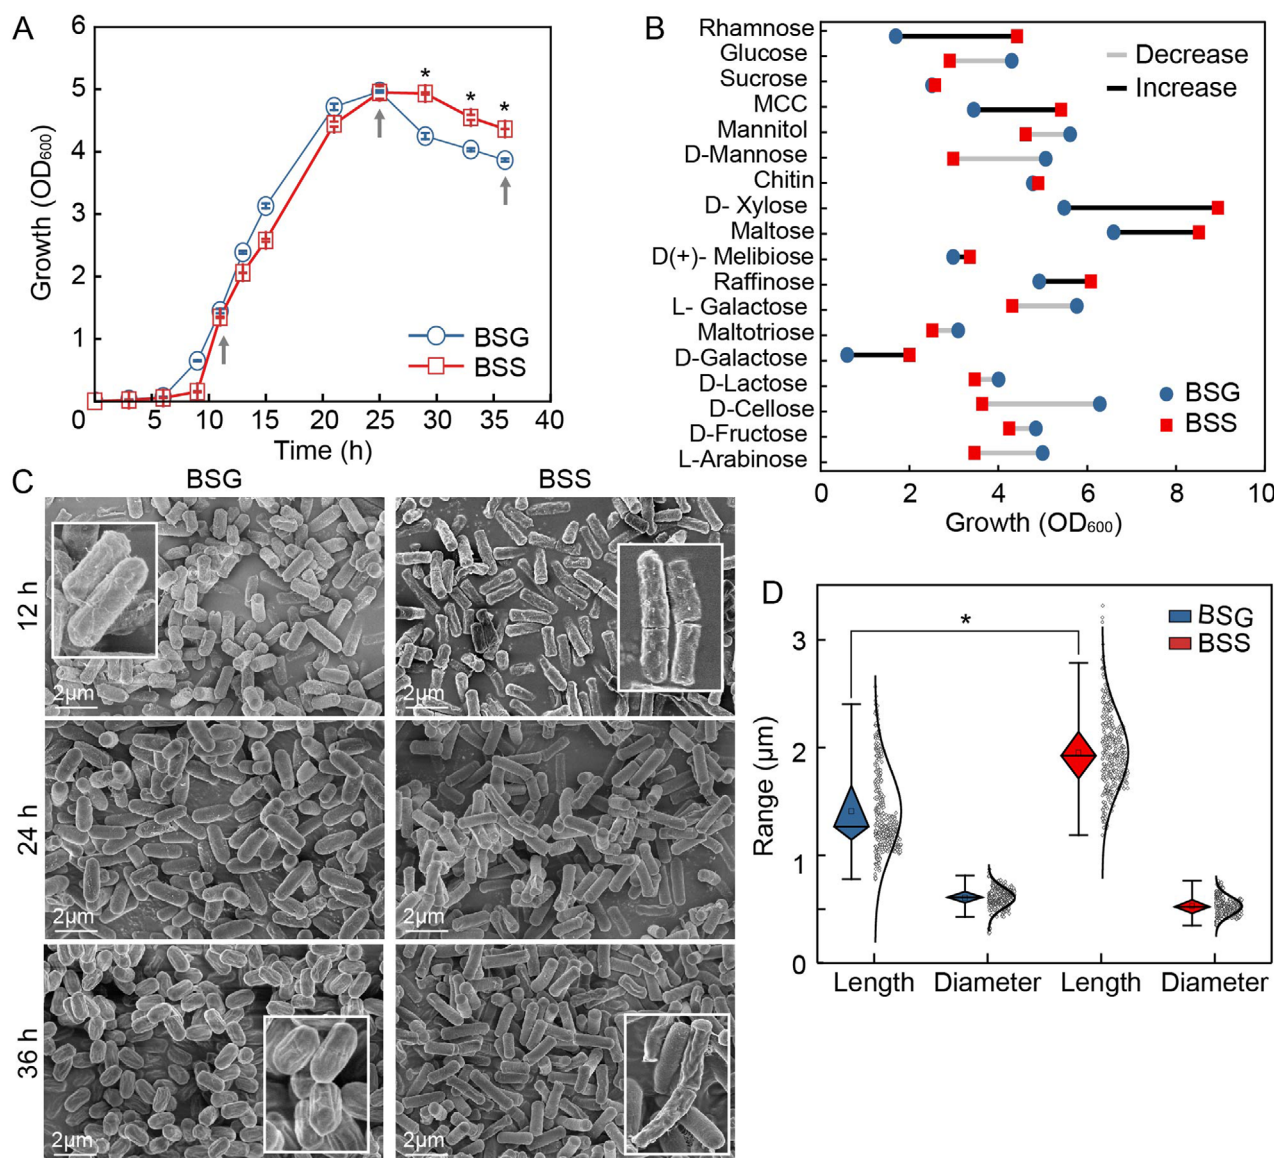 A
6
5
4
3
2
1
0
5
10
15
20
25
30
35
40
Growth (OD600)
Time (h)
*
*
*
BSG
BSS
B
Rhamnose
Glucose
Sucrose
MCC
Mannitol
D-Mannose
Chitin
D- Xylose
Maltose
D(+)- Melibiose
Raffinose
L- Galactose
Maltotriose
D-Galactose
D-Lactose
D-Cellose
D-Fructose
L-Arabinose
Decrease
Increase
BSG
BSS
0 2 4 6 8 10
Growth (OD600)
C
BSG BSS
12 h
2μm
2μm
24 h
2μm
2μm
36 h
2μm
2μm
D
BSG
BSS
*
3
2
1
0
Range (μm)
Length Diameter Length Diameter